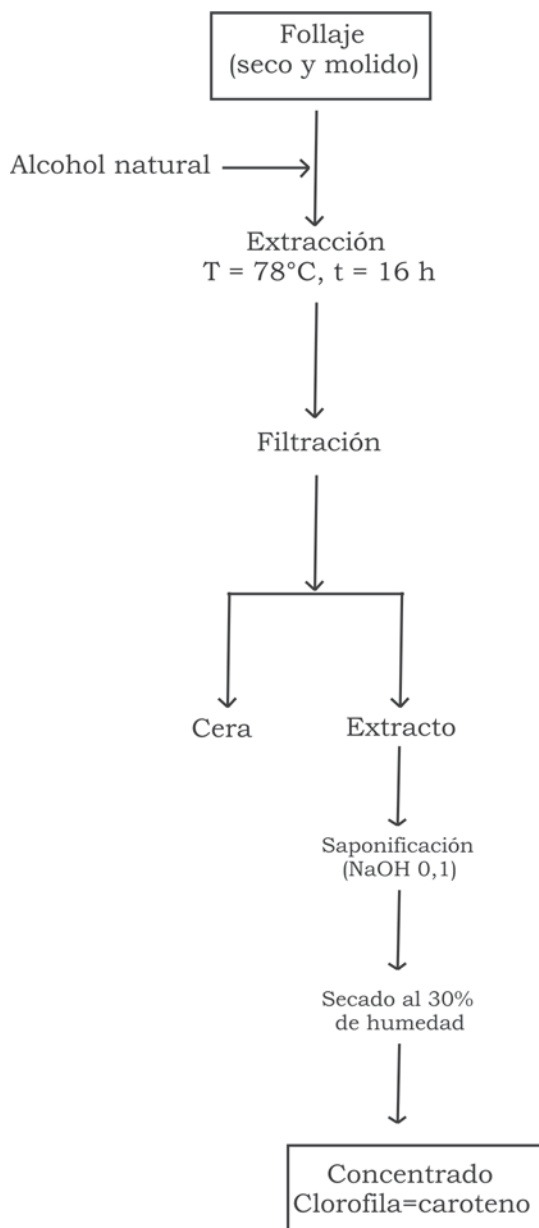 Follaje
(seco y molido)
Alcohol natural
Extracción
T = 78°C, t = 16 h
Filtración
Cera
Extracto
Saponificación
(NaOH 0,1)
Secado al 30%
de humedad
Concentrado
Clorofila=caroteno